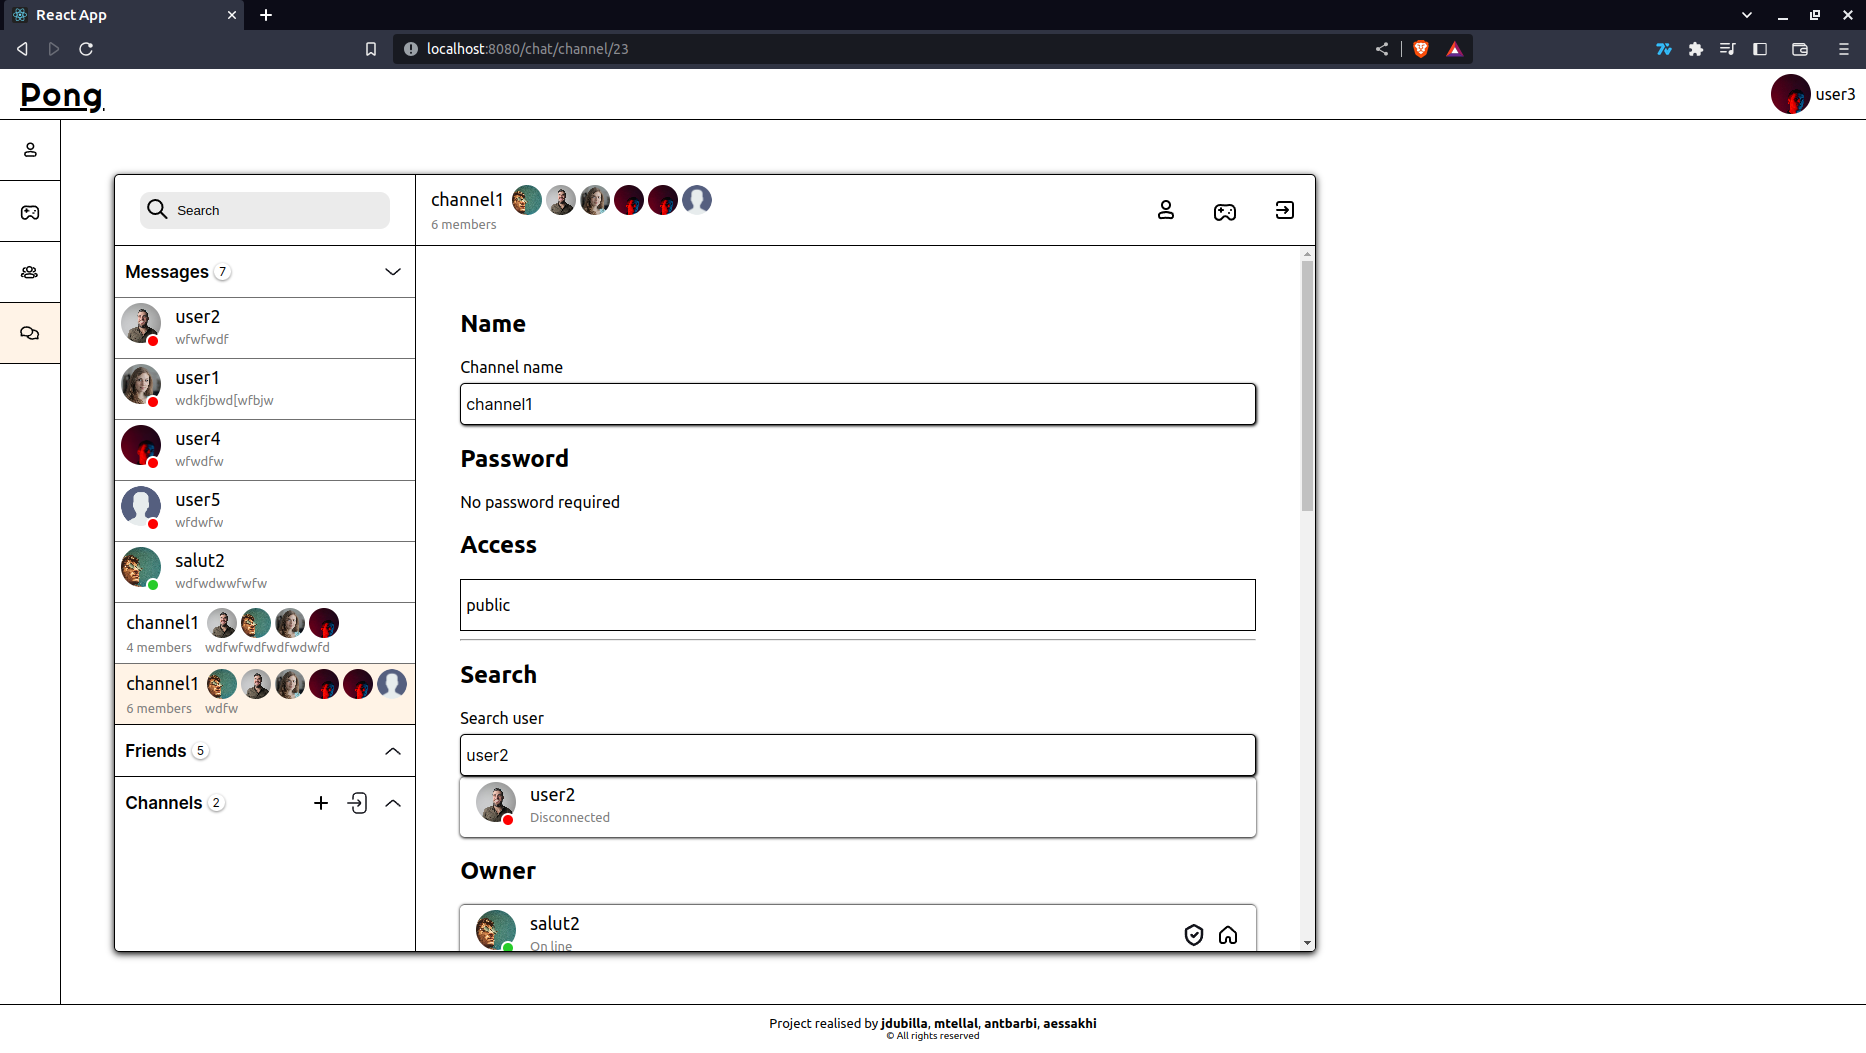 React App
localhost:8080/chat/channel/23
Pong
user3
Search
channel1
6 members
Messages 7
user2
wfwfwdf
user1
wdkfjbwd[wfbjw
user4
wfwdfw
user5
wfdwfw
salut2
wdfwdwwfwfw
channel1
4 members wdfwfwdfwdfwdwfd
channel1
6 members wdfw
Friends 5
Channels 2
Name
Channel name
channel1
Password
No password required
Access
public
Search
Search user
user2
user2
Disconnected
Owner
salut2
On line
Project realised by jdubilla, mtellal, antbarbi, aessakhi
© All rights reserved